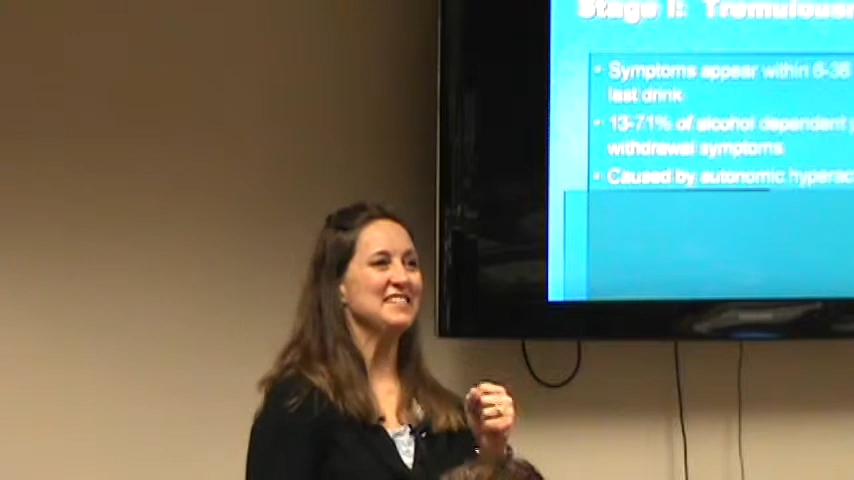 Stage I: Tremulous
• Symptoms appear within 6-36
last drink
• 13-71% of alcohol dependent
withdrawal symptoms
• Caused by autonomic hyperac